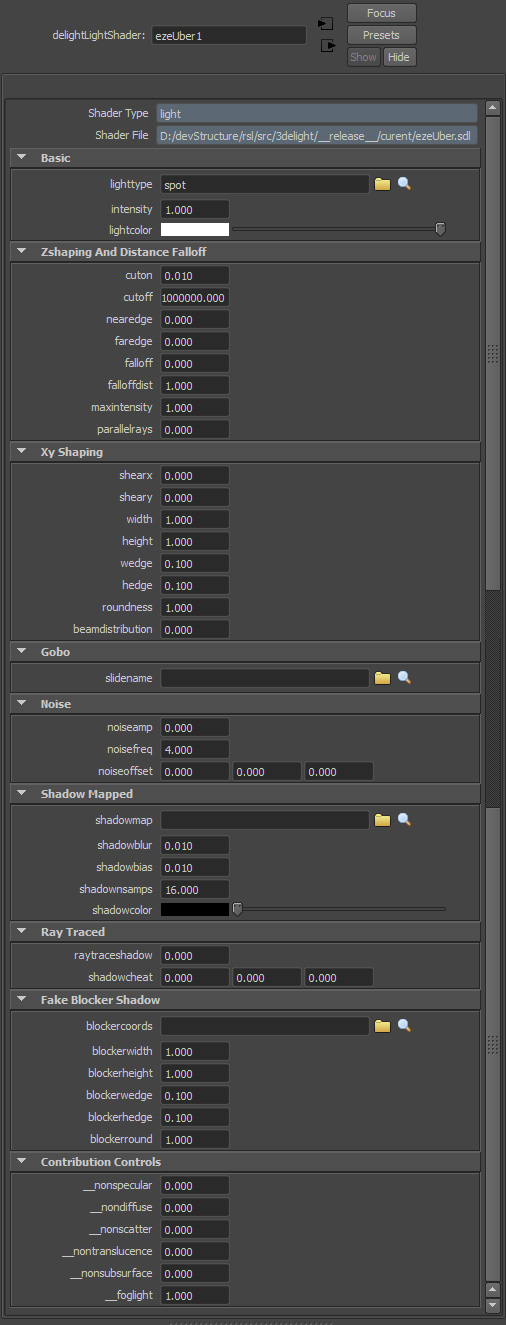 Focus
delightLightShader: ezeUber1
Presets
Show Hide
Shader Type light
Shader File D:/devStructure/rsl/src/3delight/__release__/curent/ezeUber.sdl
Basic
lighttype spot
intensity 1.000
lightcolor
Zshaping And Distance Falloff
cuton 0.010
cutoff 1000000.000
nearedge 0.000
faredge 0.000
falloff 0.000
falloffdist 1.000
maxintensity 1.000
parallelrays 0.000
Xy Shaping
shearx 0.000
sheary 0.000
width 1.000
height 1.000
wedge 0.100
hedge 0.100
roundness 1.000
beamdistribution 0.000
Gobo
slidename
Noise
noiseamp 0.000
noisefreq 4.000
noiseoffset 0.000 0.000 0.000
Shadow Mapped
shadowmap
shadowblur 0.010
shadowbias 0.010
shadownsamps 16.000
shadowcolor
Ray Traced
raytraceshadow 0.000
shadowcheat 0.000 0.000 0.000
Fake Blocker Shadow
blockercoords
blockerwidth 1.000
blockerheight 1.000
blockerwedge 0.100
blockerhedge 0.100
blockerround 1.000
Contribution Controls
__nonspecular 0.000
__nondiffuse 0.000
__nonscatter 0.000
__nontranslucence 0.000
__nonsubsurface 0.000
__foglight 1.000